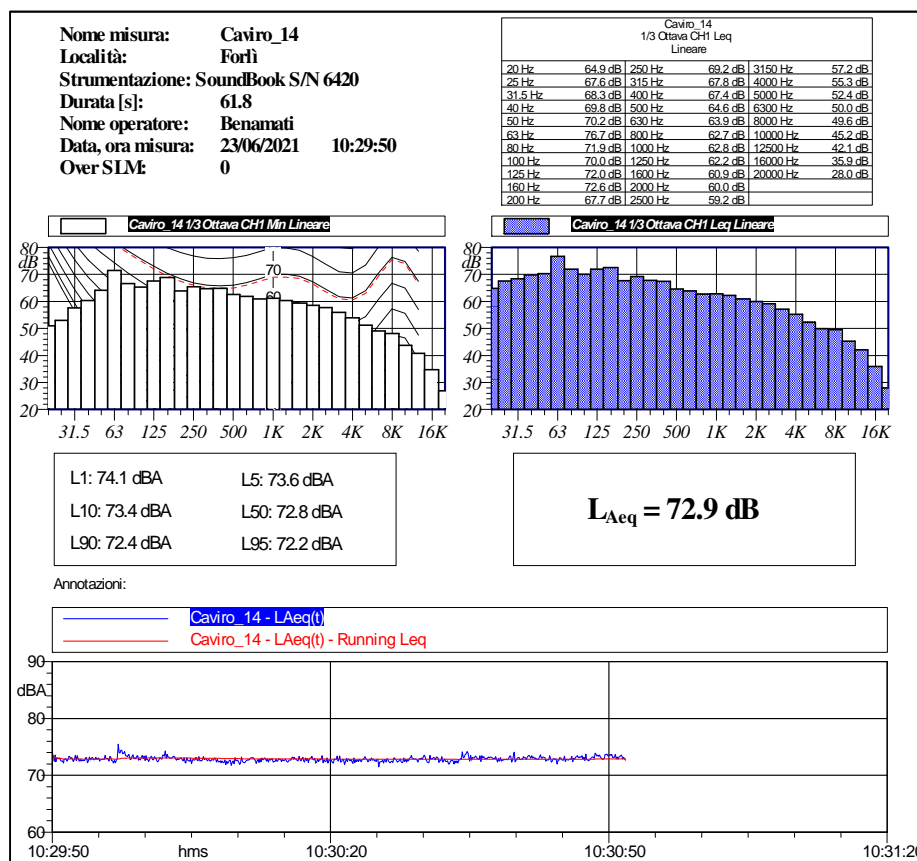 Nome misura: Caviro_14
Località: Forlì
Strumentazione: SoundBook S/N 6420
Durata [s]: 61.8
Nome operatore: Benamati
Data, ora misura: 23/06/2021 10:29:50
Over SLM: 0
Caviro_14
1/3 Ottava CH1 Leq
Lineare
20 Hz 64.9 dB 250 Hz 69.2 dB 3150 Hz 57.2 dB
25 Hz 67.6 dB 315 Hz 67.8 dB 4000 Hz 55.3 dB
31.5 Hz 68.3 dB 400 Hz 67.4 dB 5000 Hz 52.4 dB
40 Hz 69.8 dB 500 Hz 64.6 dB 6300 Hz 50.0 dB
50 Hz 70.2 dB 630 Hz 63.9 dB 8000 Hz 49.6 dB
63 Hz 76.7 dB 800 Hz 62.7 dB 10000 Hz 45.2 dB
80 Hz 71.9 dB 1000 Hz 62.8 dB 12500 Hz 42.1 dB
100 Hz 70.0 dB 1250 Hz 62.2 dB 16000 Hz 35.9 dB
125 Hz 72.0 dB 1600 Hz 60.9 dB 20000 Hz 28.0 dB
160 Hz 72.6 dB 2000 Hz 60.0 dB
200 Hz 67.7 dB 2500 Hz 59.2 dB
Caviro_14 1/3 Ottava CH1 Min Lineare
80
dB
70
60
50
40
30
20
70
60
31.5 63 125 250 500 1K 2K 4K 8K 16K
Caviro_14 1/3 Ottava CH1 Leq Lineare
80
dB
70
60
50
40
30
20
31.5 63 125 250 500 1K 2K 4K 8K 16K
L1: 74.1 dBA L5: 73.6 dBA
L10: 73.4 dBA L50: 72.8 dBA
L90: 72.4 dBA L95: 72.2 dBA
LAeq = 72.9 dB
Annotazioni:
Caviro_14 - LAeq(t)
Caviro_14 - LAeq(t) - Running Leq
90
dBA
80
70
60
10:29:50 hms 10:30:20 10:30:50 10:31:20